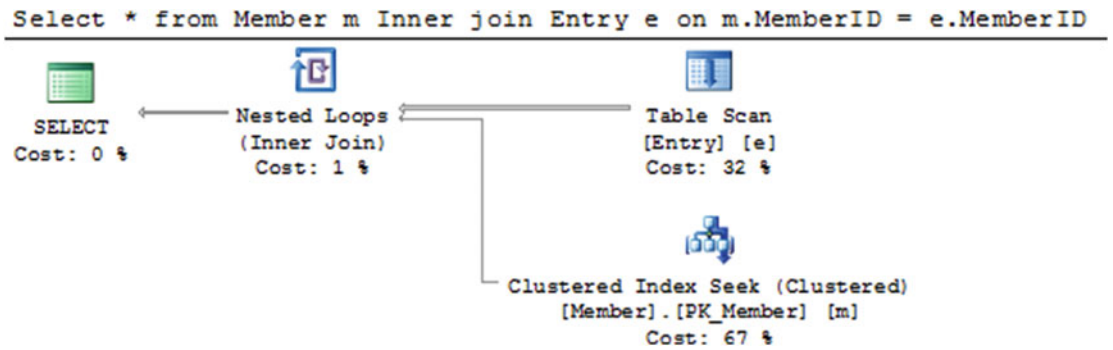 Select * from Member m Inner join Entry e on m.MemberID = e.MemberID
SELECT
Cost: 0 %
Nested Loops
(Inner Join)
Cost: 1 %
Table Scan
[Entry] [e]
Cost: 32 %
Clustered Index Seek (Clustered)
[Member].[PK_Member] [m]
Cost: 67 %